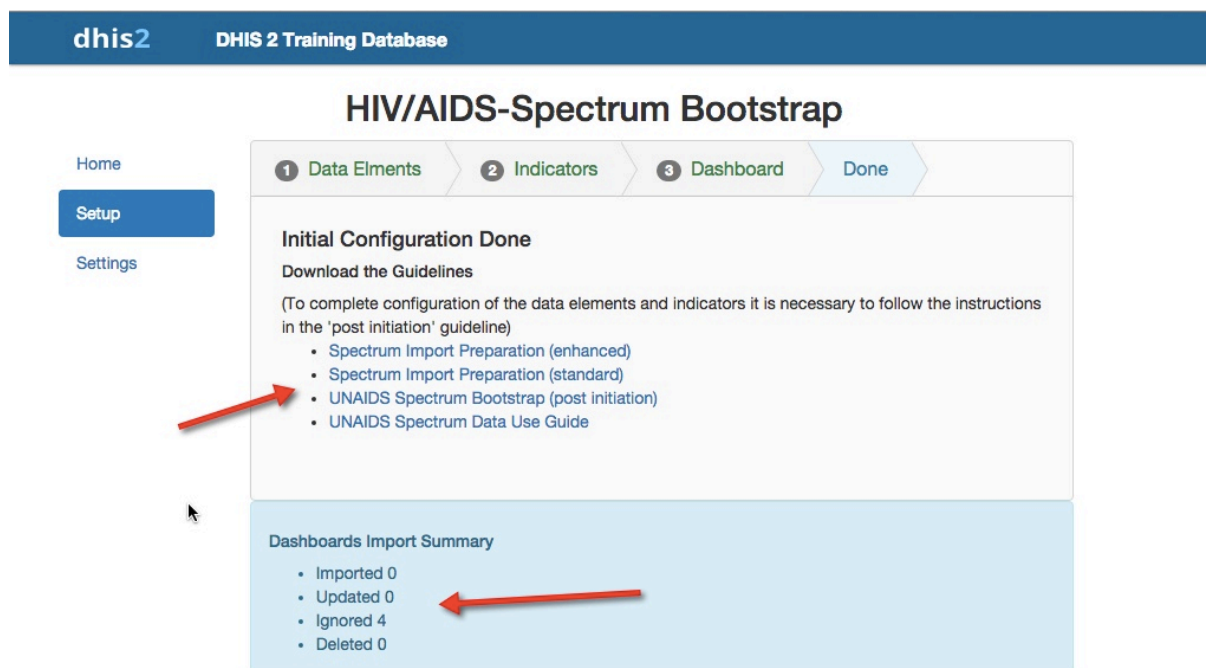 dhis2 DHIS 2 Training Database
HIV/AIDS-Spectrum Bootstrap
Home
Setup
Settings
1 Data Elments 2 Indicators 3 Dashboard Done
Initial Configuration Done
Download the Guidelines
(To complete configuration of the data elements and indicators it is necessary to follow the instructions
in the 'post initiation' guideline)
• Spectrum Import Preparation (enhanced)
• Spectrum Import Preparation (standard)
• UNAIDS Spectrum Bootstrap (post initiation)
• UNAIDS Spectrum Data Use Guide
Dashboards Import Summary
• Imported 0
• Updated 0
• Ignored 4
• Deleted 0